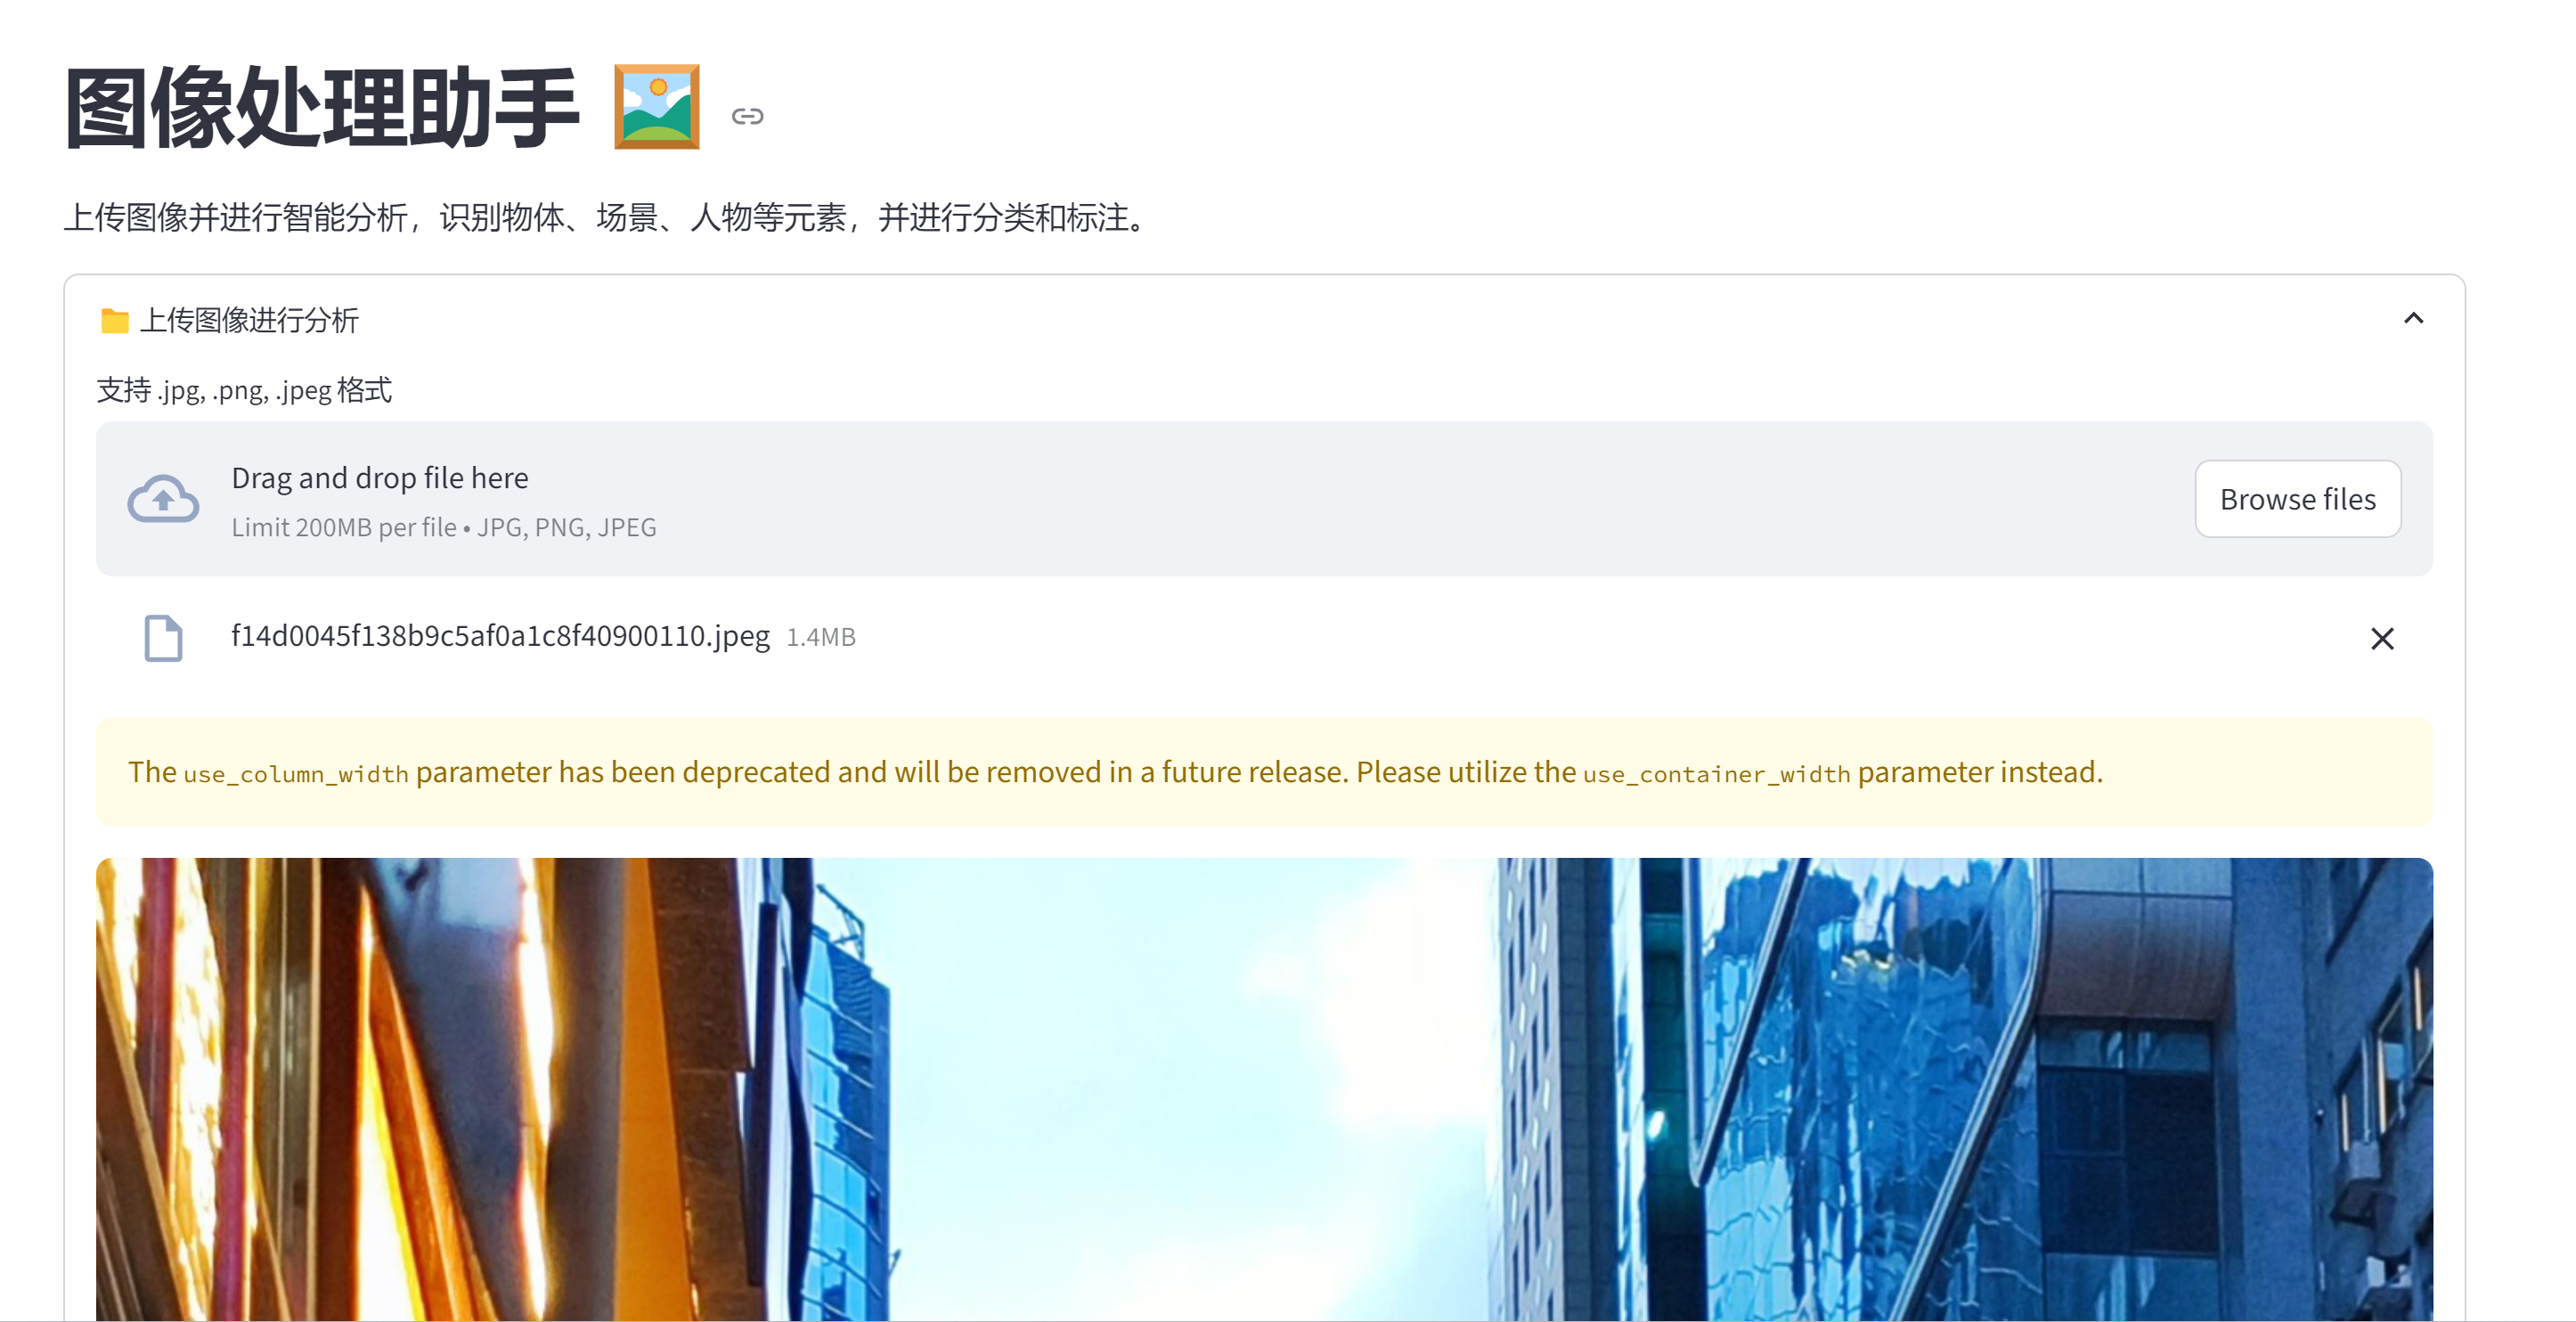 图像处理助手
上传图像并进行智能分析，识别物体、场景、人物等元素，并进行分类和标注。
上传图像进行分析
支持 .jpg, .png, .jpeg 格式
Drag and drop file here
Limit 200MB per file • JPG, PNG, JPEG
Browse files
f14d0045f138b9c5af0a1c8f40900110.jpeg 1.4MB
The use_column_width parameter has been deprecated and will be removed in a future release. Please utilize the use_container_width parameter instead.